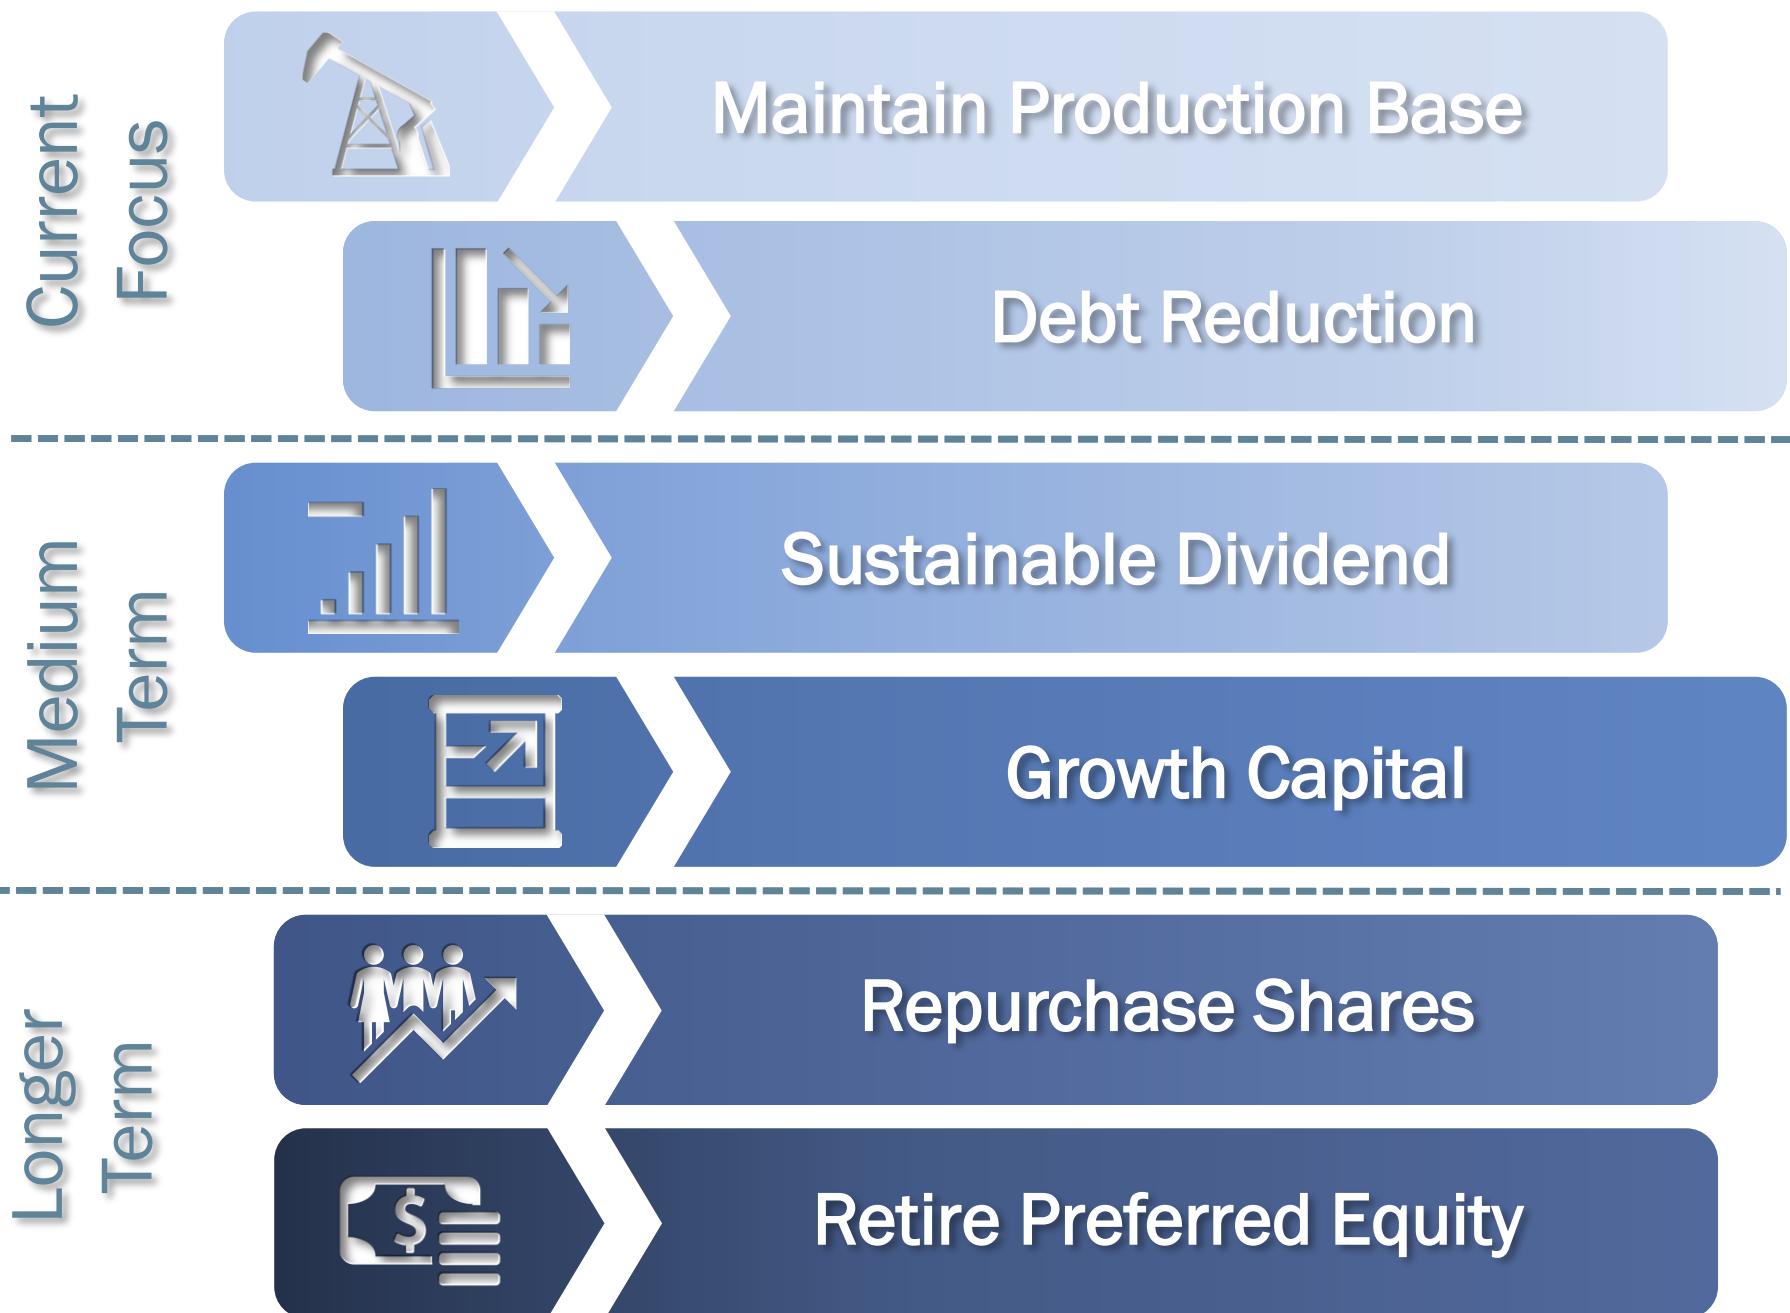 Current
Focus
Maintain Production Base
Debt Reduction
Medium
Term
Sustainable Dividend
Growth Capital
Longer
Term
Repurchase Shares
Retire Preferred Equity
$